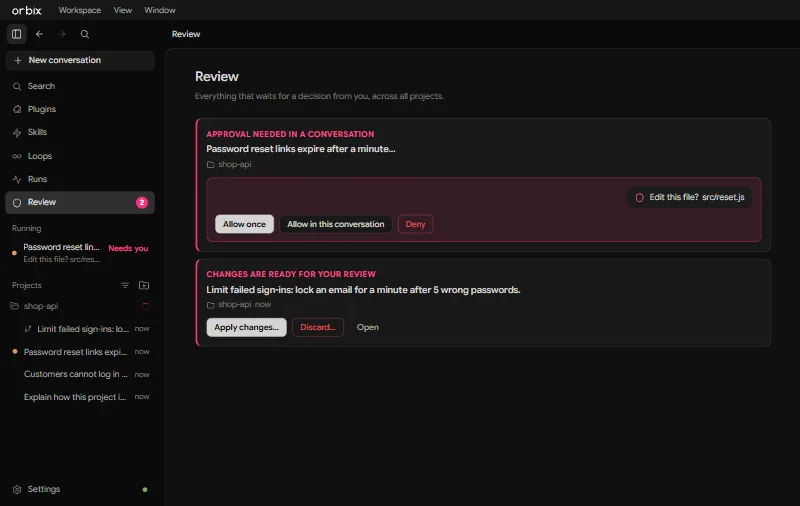 orbix
Workspace View Window
Review
New conversation
Search
Plugins
Skills
Loops
Runs
Review 2
Running
Password reset lin... Needs you
Edit this file? src/res...
Projects
shop-api
Limit failed sign-ins: lo... now
Password reset links expi... now
Customers cannot log in ... now
Explain how this project i... now
Settings
Review
Everything that waits for a decision from you, across all projects.
APPROVAL NEEDED IN A CONVERSATION
Password reset links expire after a minute...
shop-api
Edit this file? src/reset.js
Allow once Allow in this conversation Deny
CHANGES ARE READY FOR YOUR REVIEW
Limit failed sign-ins: lock an email for a minute after 5 wrong passwords.
shop-api now
Apply changes... Discard... Open